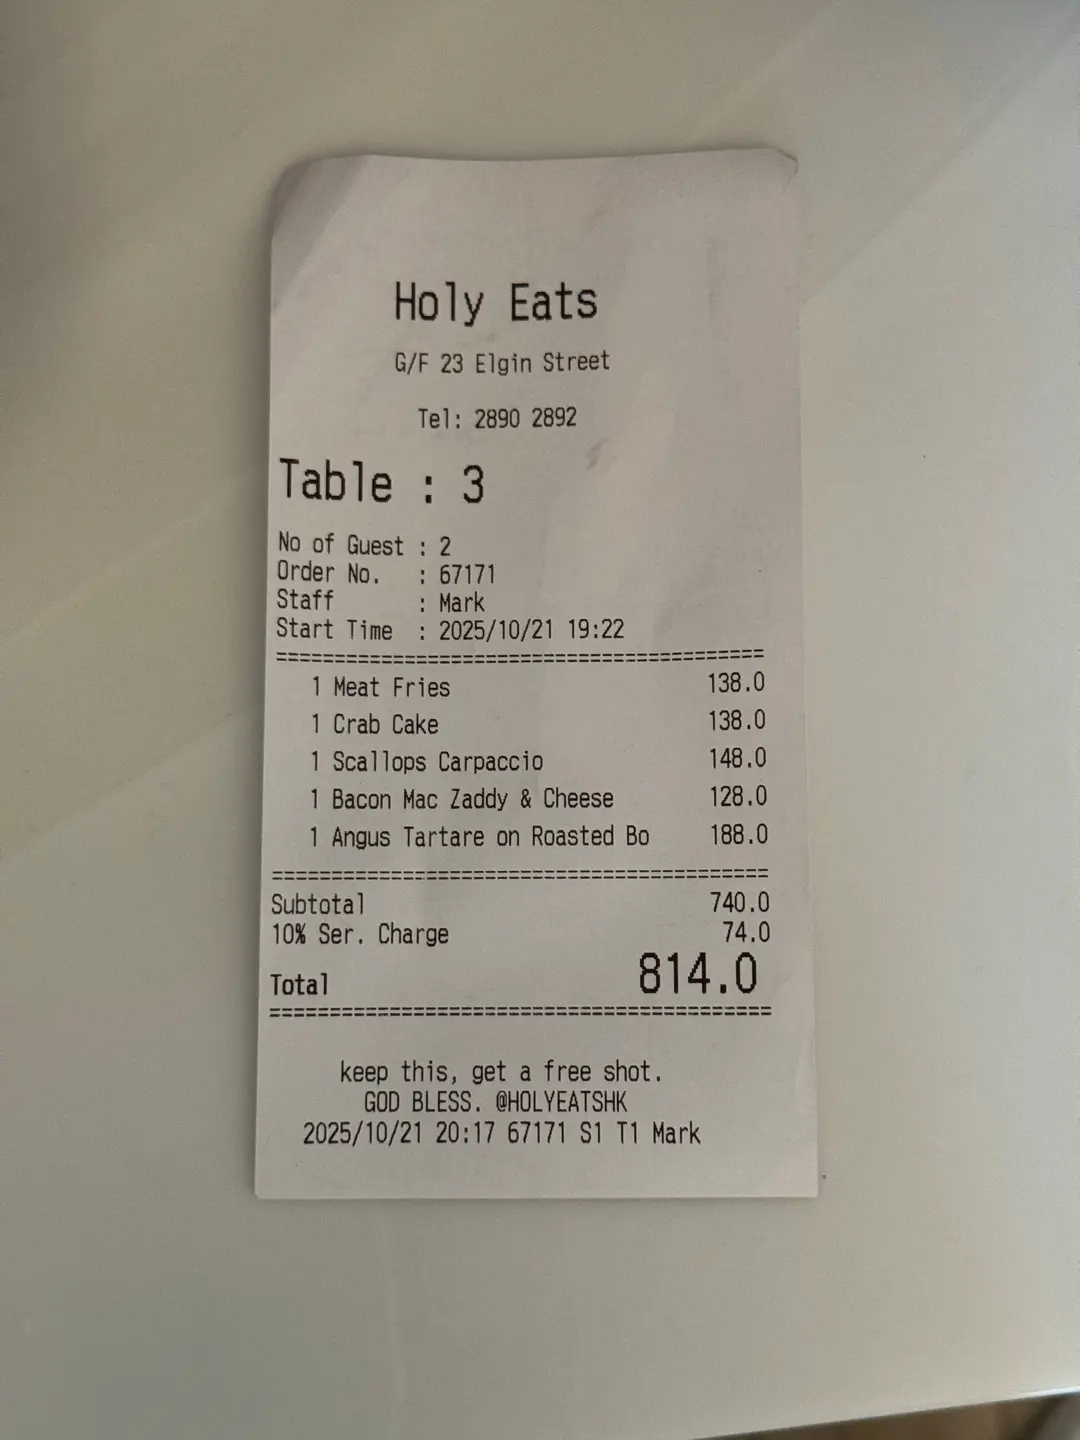 Holy Eats
G/F 23 Elgin Street
Tel: 2890 2892
Table : 3
No of Guest : 2
Order No. : 67171
Staff : Mark
Start Time : 2025/10/21 19:22
==========================================
1 Meat Fries 138.0
1 Crab Cake 138.0
1 Scallops Carpaccio 148.0
1 Bacon Mac Zaddy & Cheese 128.0
1 Angus Tartare on Roasted Bo 188.0
==========================================
Subtotal 740.0
10% Ser. Charge 74.0
Total 814.0
==========================================
keep this, get a free shot.
GOD BLESS. @HOLYEATSHK
2025/10/21 20:17 67171 S1 T1 Mark